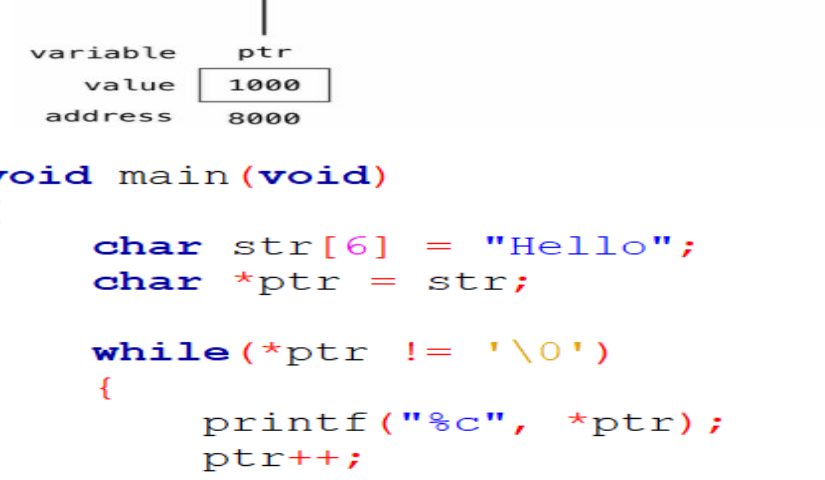 variable ptr
value 1000
address 8000
void main(void)
char str[6] = "Hello";
char *ptr = str;
while(*ptr != '\0')
{
printf("%c", *ptr);
ptr++;